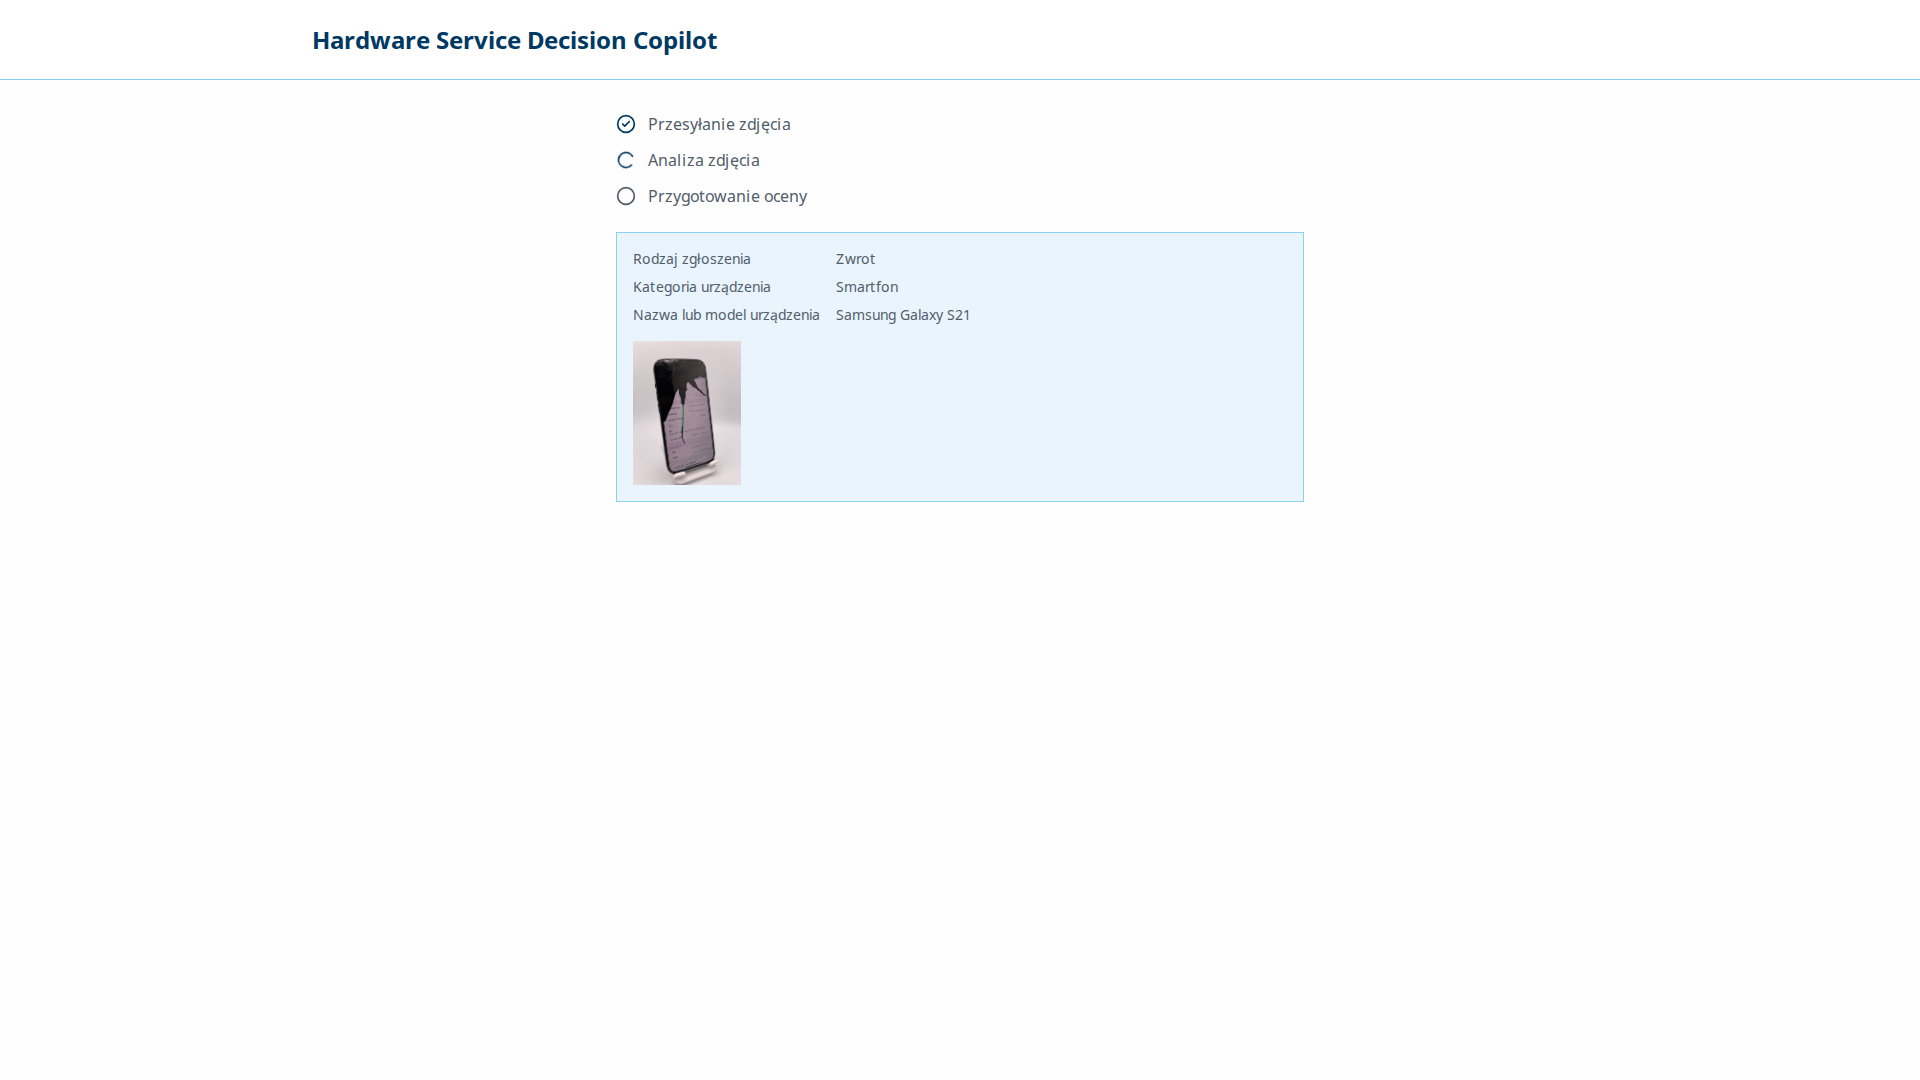 Hardware Service Decision Copilot
Przesyłanie zdjęcia
Analiza zdjęcia
Przygotowanie oceny
Rodzaj zgłoszenia Zwrot
Kategoria urządzenia Smartfon
Nazwa lub model urządzenia Samsung Galaxy S21